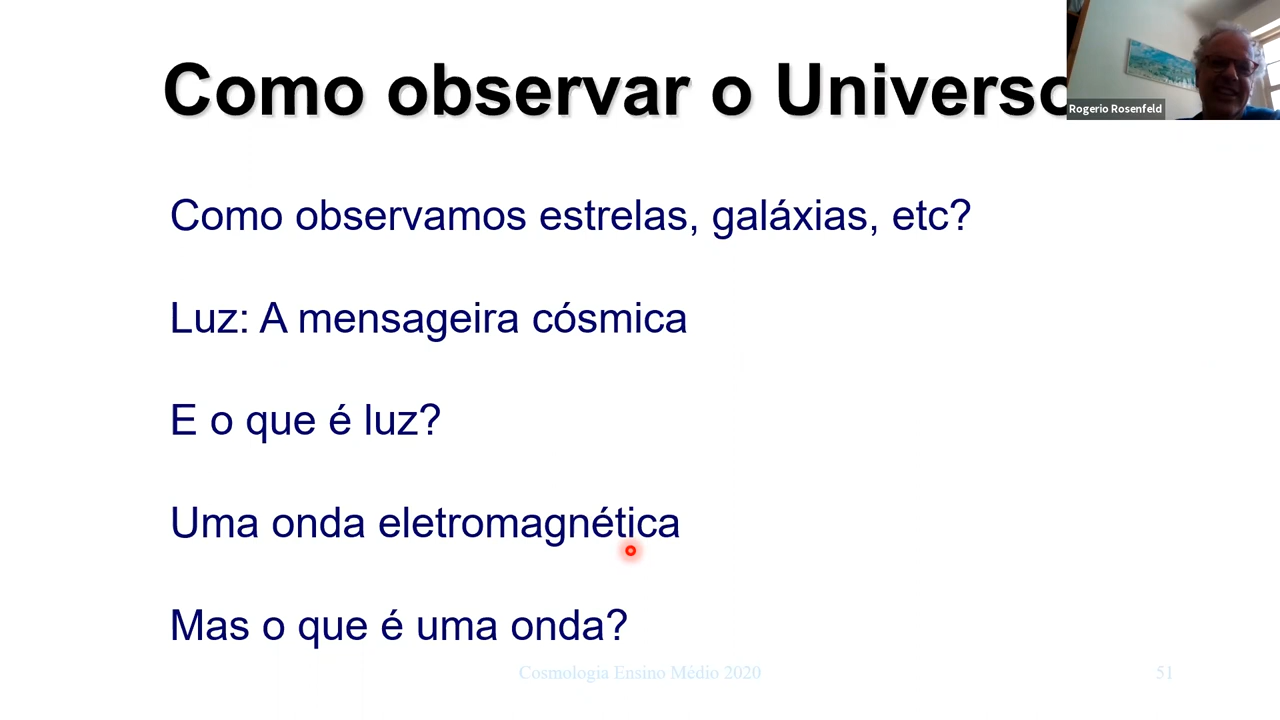 Como observar o Universo
Rogerio Rosenfeld
Como observamos estrelas, galáxias, etc?
Luz: A mensageira cósmica
E o que é luz?
Uma onda eletromagnética
Mas o que é uma onda?
Cosmologia Ensino Médio 2020
51